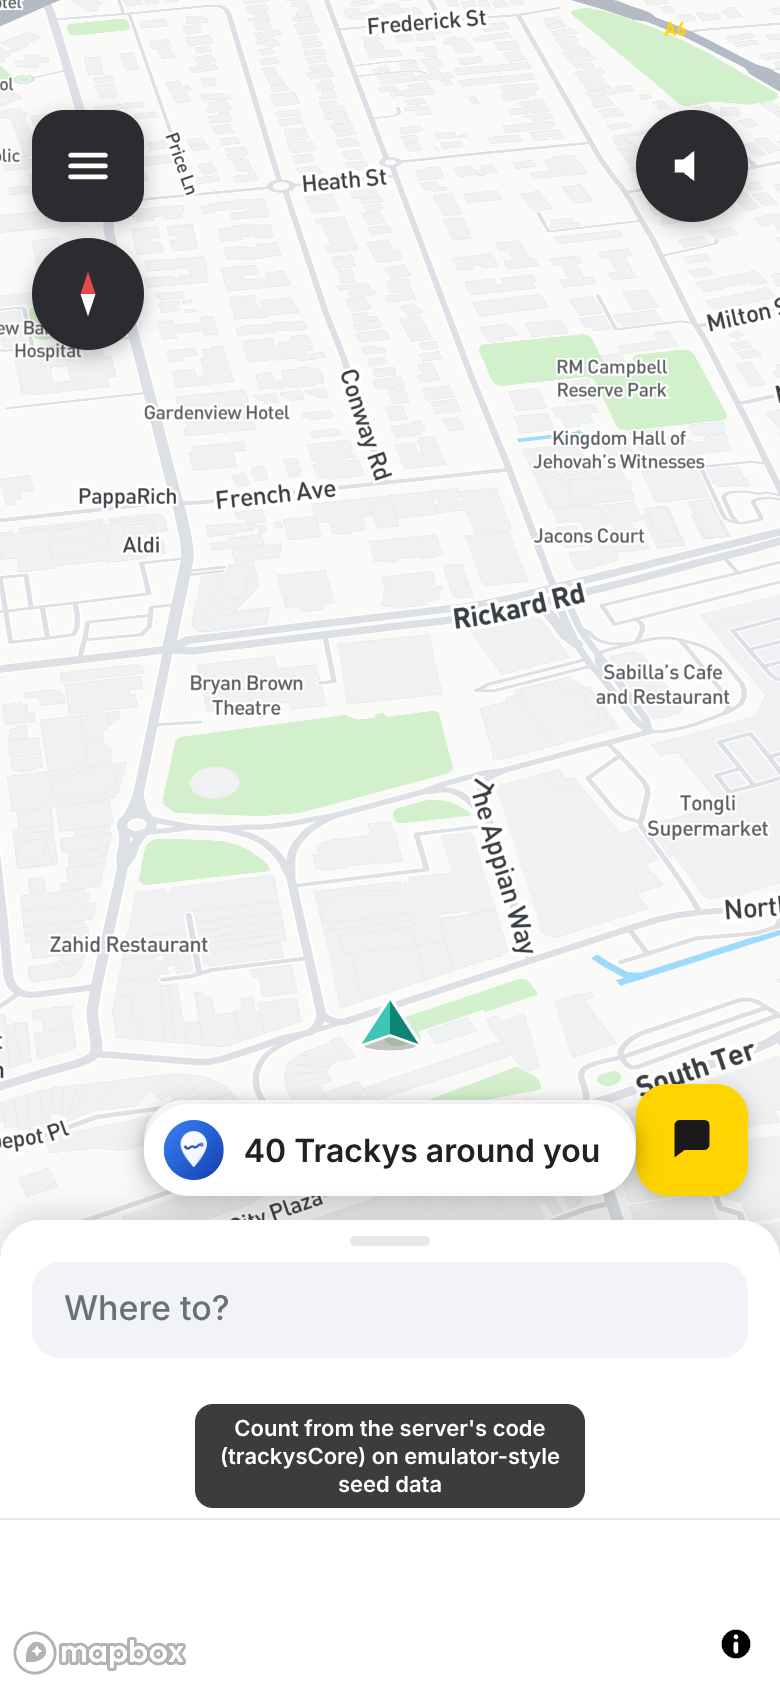 Frederick St
A6
Price Ln
Heath St
Milton
Hospital
RM Campbell
Reserve Park
Conway Rd
Gardenview Hotel
Kingdom Hall of
Jehovah's Witnesses
PappaRich
French Ave
Aldi
Jacons Court
Rickard Rd
Bryan Brown
Theatre
Sabilla's Cafe
and Restaurant
The Appian Way
Tongli
Supermarket
Zahid Restaurant
South Ter
Pl
40 Trackys around you
Plaza
Where to?
Count from the server's code
(trackysCore) on emulator-style
seed data
mapbox